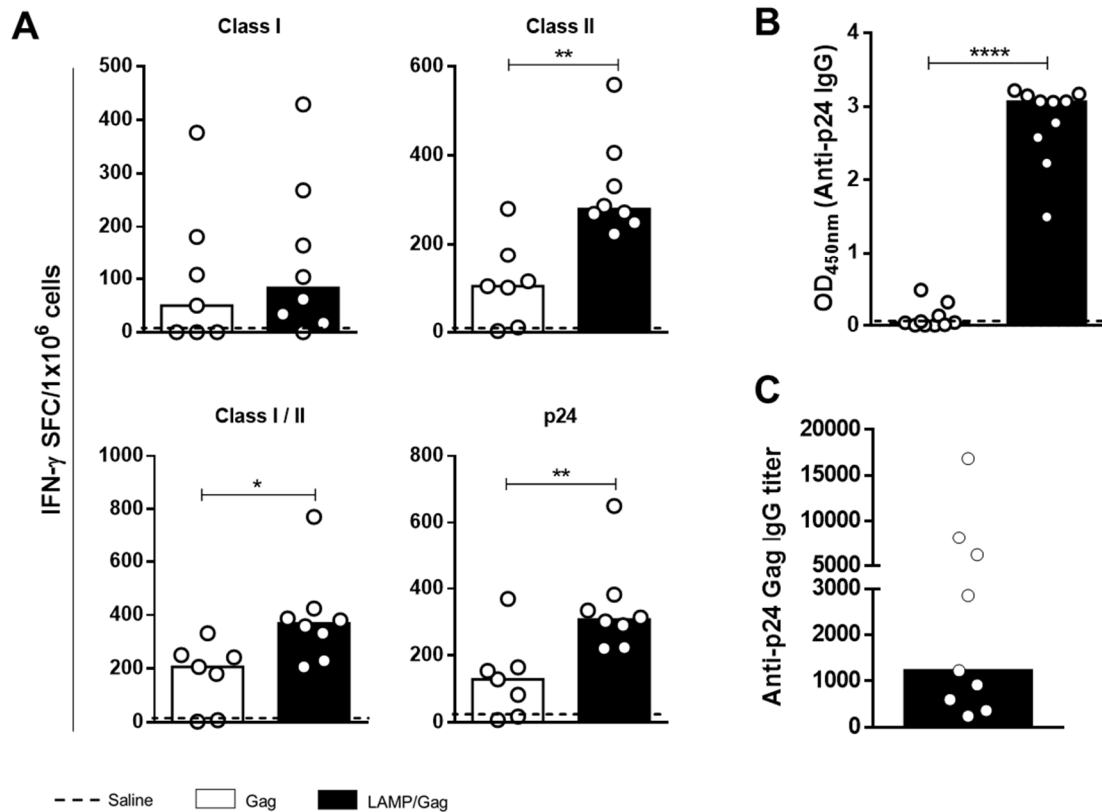 A
Class I
Class II
B
IFN-γ SFC/1x10⁶ cells
500
400
300
200
100
0
**
600
400
200
0
OD450nm (Anti-p24 IgG)
****
4
3
2
1
0
Class I / II
p24
C
*
1000
800
600
400
200
0
**
800
600
400
200
0
Anti-p24 Gag IgG titer
20000
15000
10000
5000
3000
2000
1000
0
Saline
Gag
LAMP/Gag